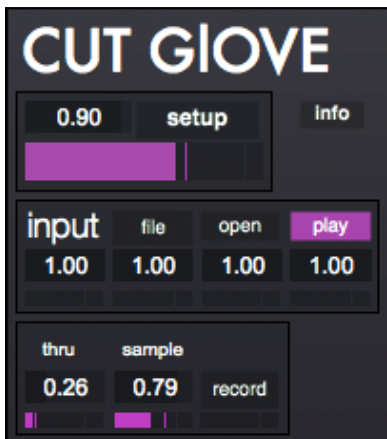 CUT GlOVE
0.90 setup info
input file open play
1.00 1.00 1.00 1.00
thru sample
0.26 0.79 record